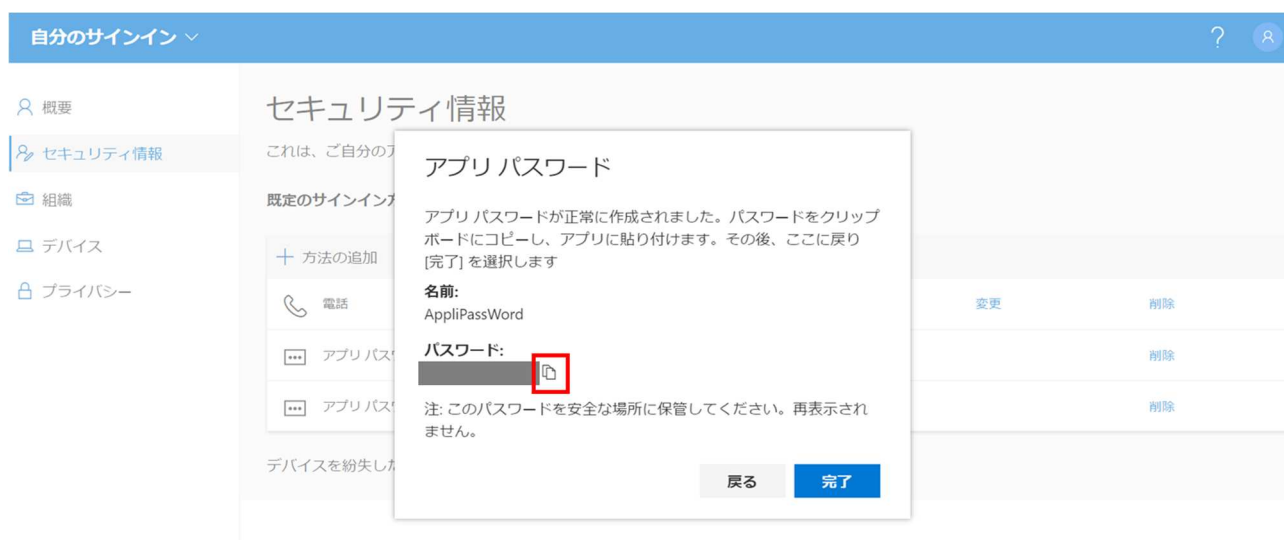 自分のサインイン
?
概要
セキュリティ情報
組織
デバイス
プライバシー
セキュリティ情報
これは、ご自分のア
既定のサインイン方
方法の追加
電話 変更 削除
アプリ パス 削除
アプリ パス 削除
デバイスを紛失した
アプリ パスワード
アプリ パスワードが正常に作成されました。パスワードをクリップ
ボードにコピーし、アプリに貼り付けます。その後、ここに戻り
[完了] を選択します
名前:
AppliPassWord
パスワード:
注: このパスワードを安全な場所に保管してください。再表示され
ません。
戻る 完了